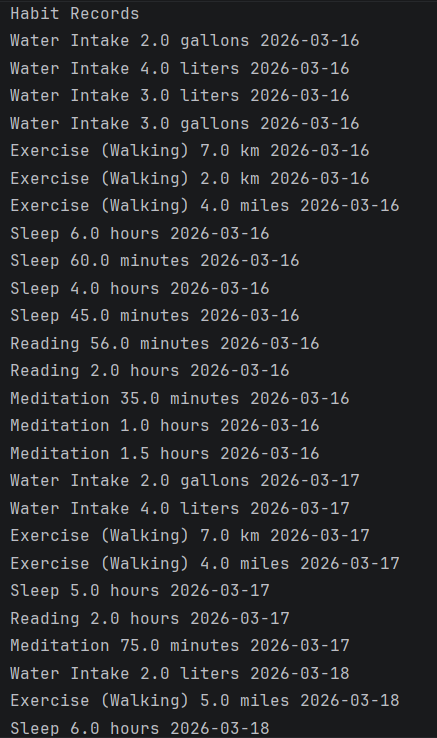 Habit Records
Water Intake 2.0 gallons 2026-03-16
Water Intake 4.0 liters 2026-03-16
Water Intake 3.0 liters 2026-03-16
Water Intake 3.0 gallons 2026-03-16
Exercise (Walking) 7.0 km 2026-03-16
Exercise (Walking) 2.0 km 2026-03-16
Exercise (Walking) 4.0 miles 2026-03-16
Sleep 6.0 hours 2026-03-16
Sleep 60.0 minutes 2026-03-16
Sleep 4.0 hours 2026-03-16
Sleep 45.0 minutes 2026-03-16
Reading 56.0 minutes 2026-03-16
Reading 2.0 hours 2026-03-16
Meditation 35.0 minutes 2026-03-16
Meditation 1.0 hours 2026-03-16
Meditation 1.5 hours 2026-03-16
Water Intake 2.0 gallons 2026-03-17
Water Intake 4.0 liters 2026-03-17
Exercise (Walking) 7.0 km 2026-03-17
Exercise (Walking) 4.0 miles 2026-03-17
Sleep 5.0 hours 2026-03-17
Reading 2.0 hours 2026-03-17
Meditation 75.0 minutes 2026-03-17
Water Intake 2.0 liters 2026-03-18
Exercise (Walking) 5.0 miles 2026-03-18
Sleep 6.0 hours 2026-03-18